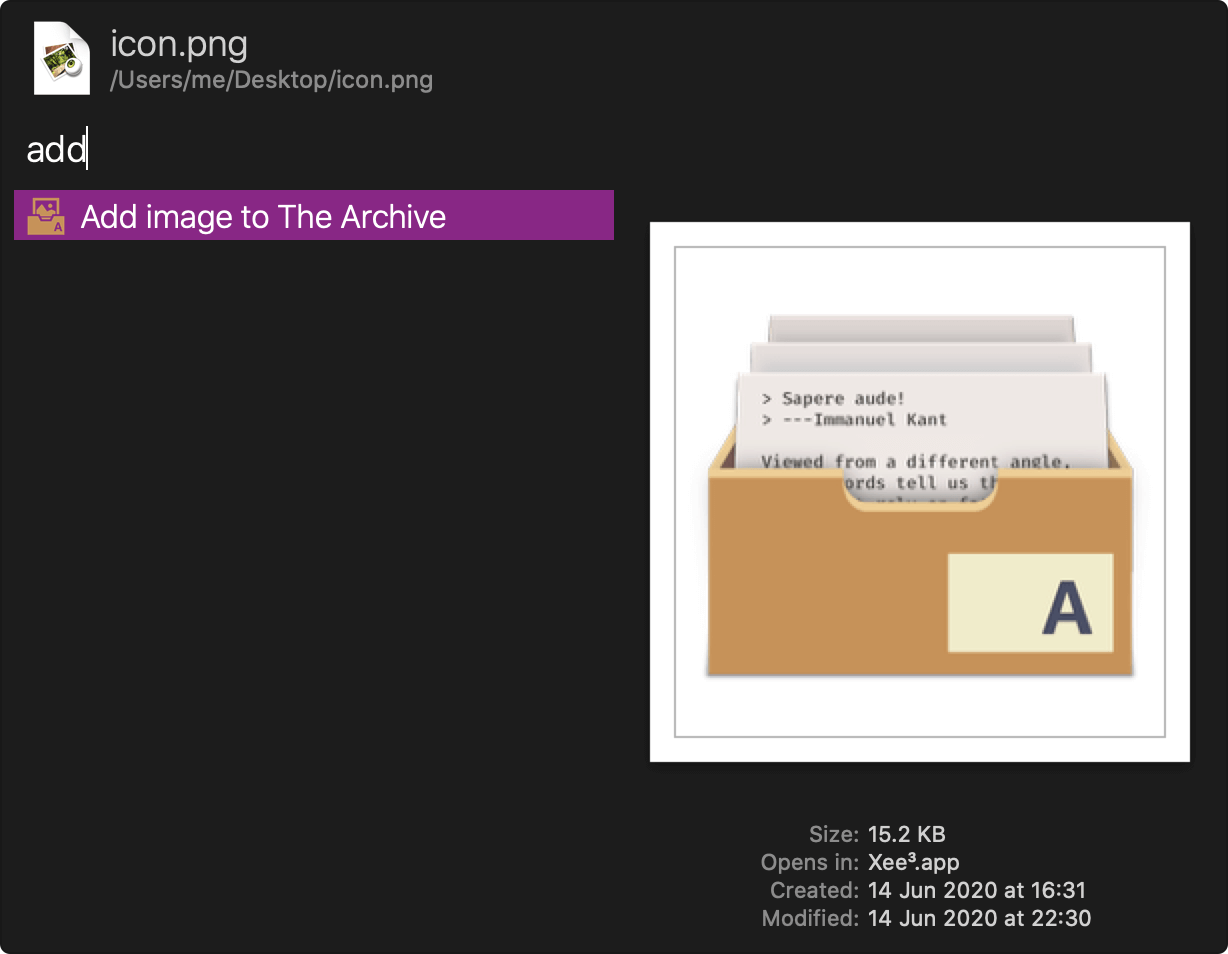 icon.png
/Users/me/Desktop/icon.png
add
A
Add image to The Archive
> Sapere aude!
> ---Immanuel Kant
Viewed from a different angle,
ords tell us th
A
Size: 15.2 KB
Opens in: Xee³.app
Created: 14 Jun 2020 at 16:31
Modified: 14 Jun 2020 at 22:30